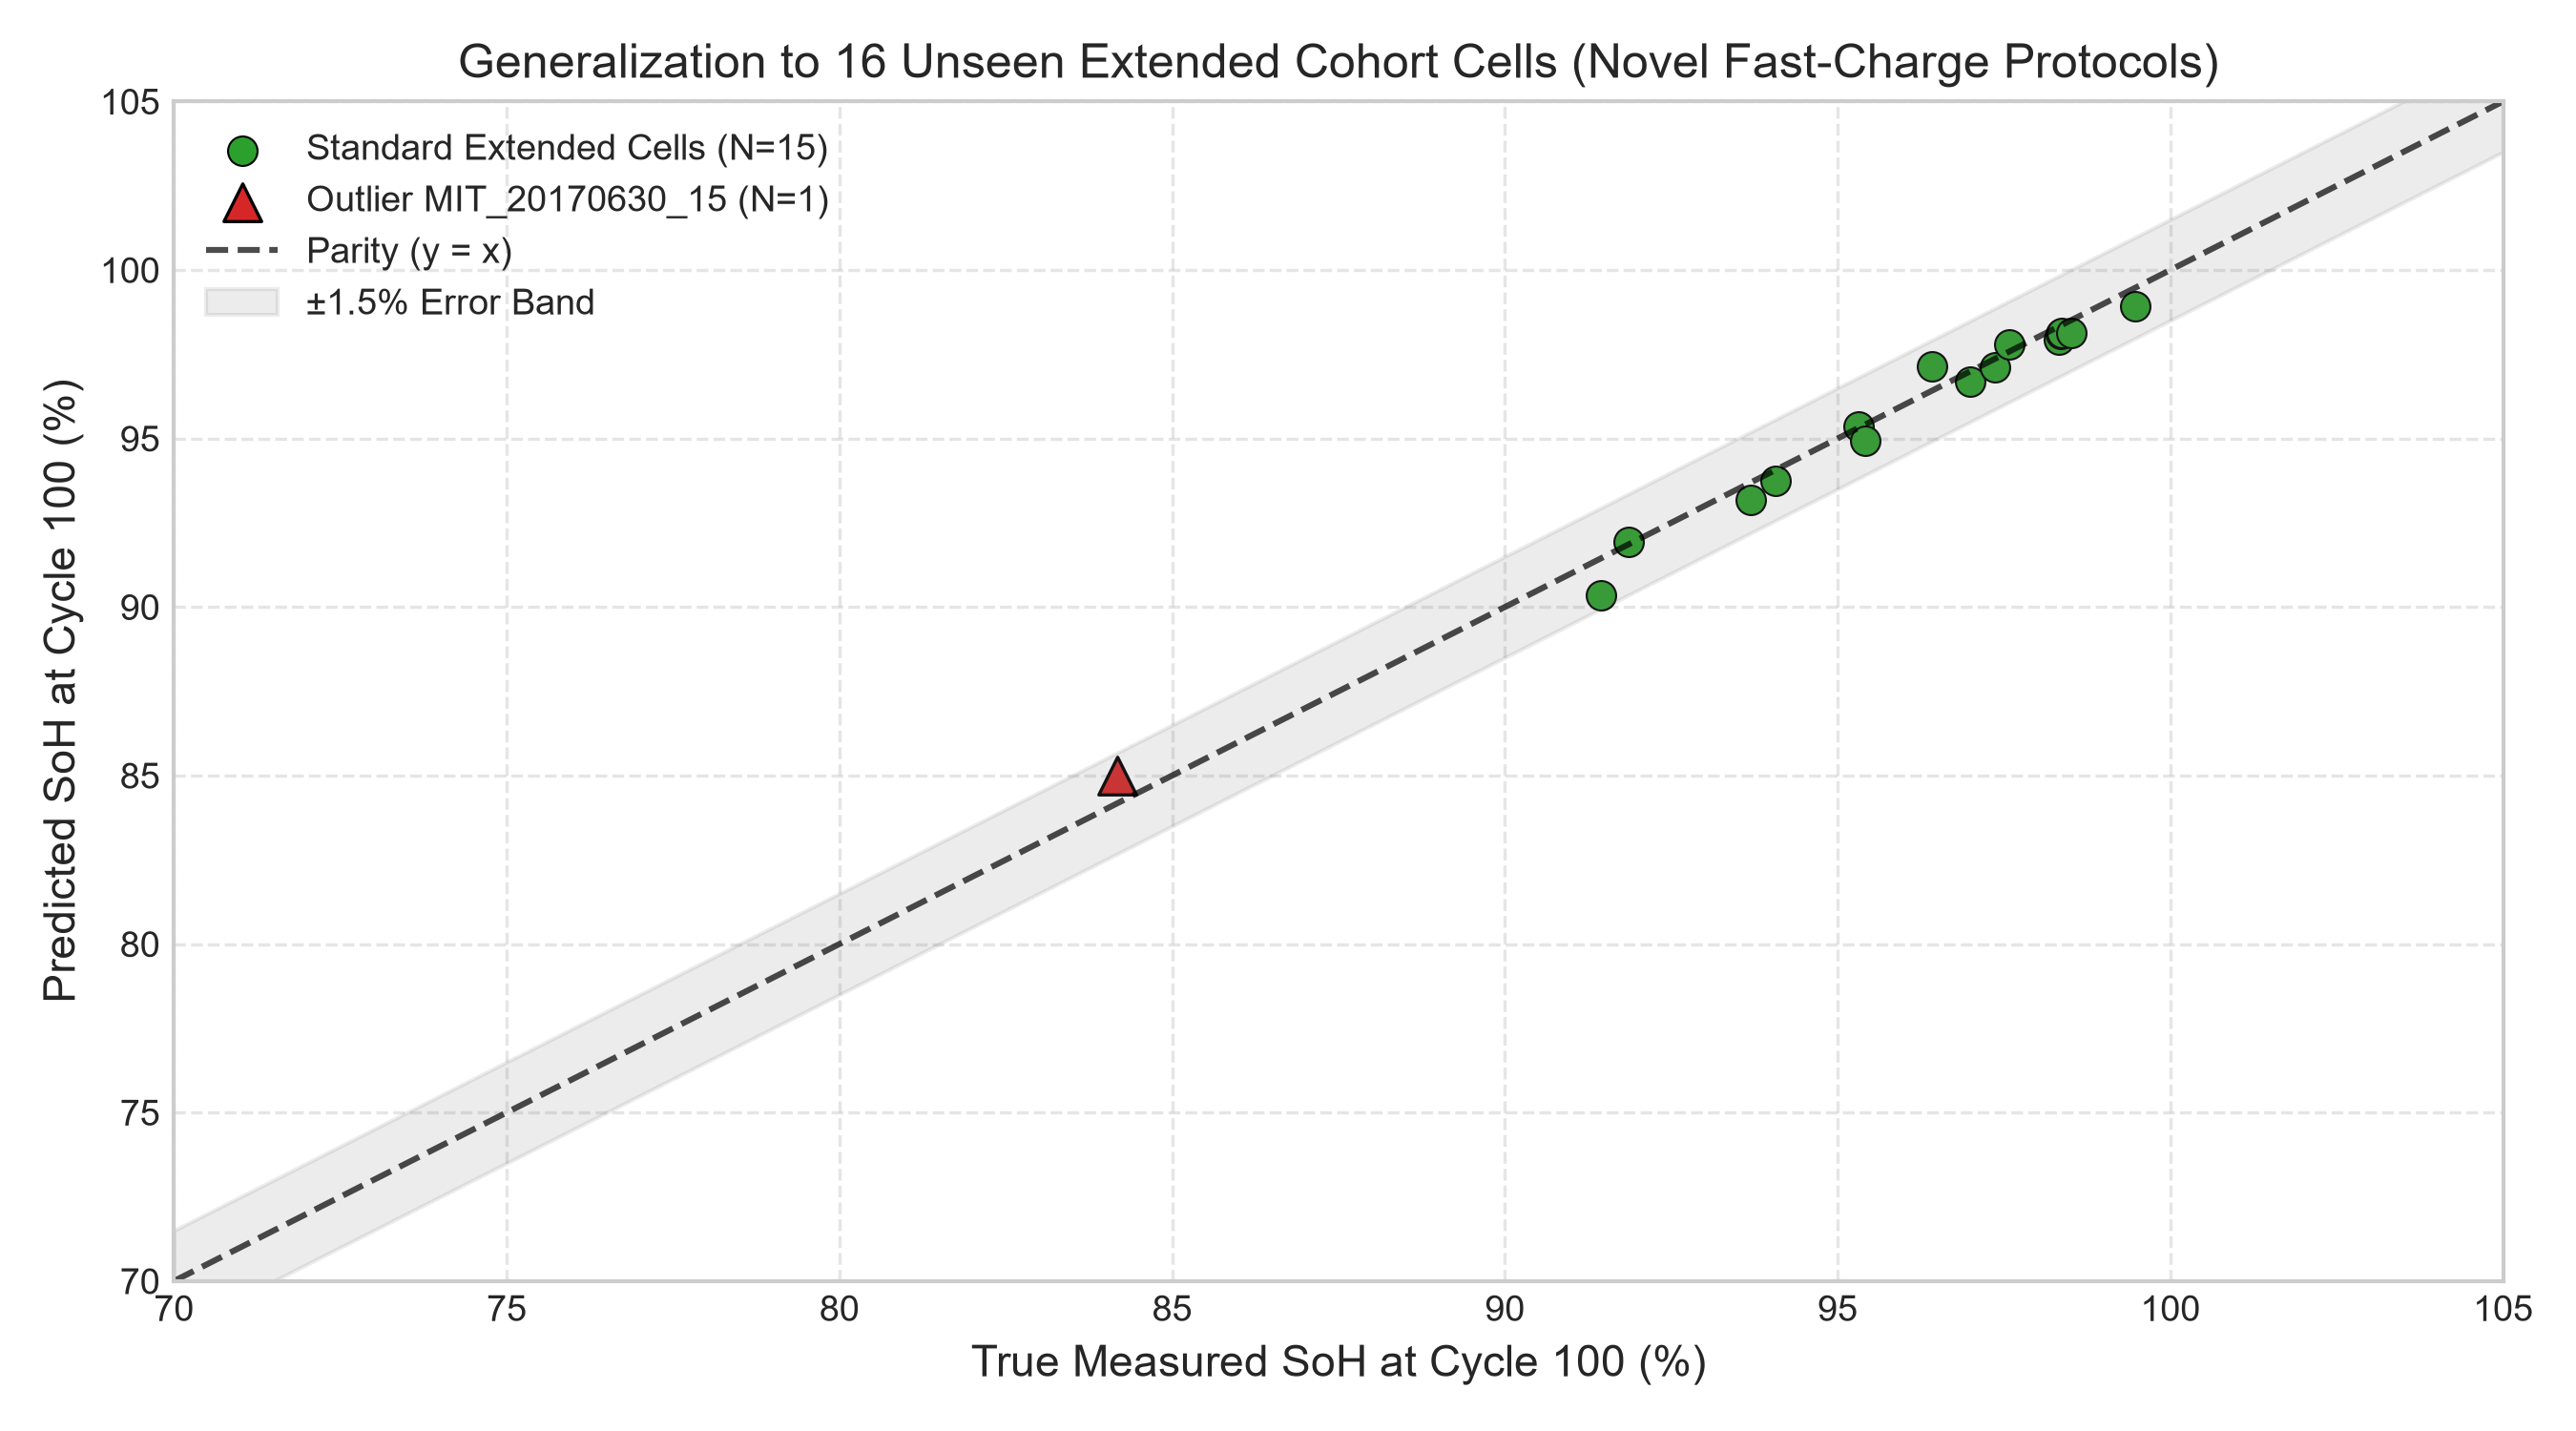 Generalization to 16 Unseen Extended Cohort Cells (Novel Fast-Charge Protocols)
Standard Extended Cells (N=15)
Outlier MIT_20170630_15 (N=1)
Parity (y = x)
±1.5% Error Band
Predicted SoH at Cycle 100 (%)
105
100
95
90
85
80
75
70
70 75 80 85 90 95 100 105
True Measured SoH at Cycle 100 (%)